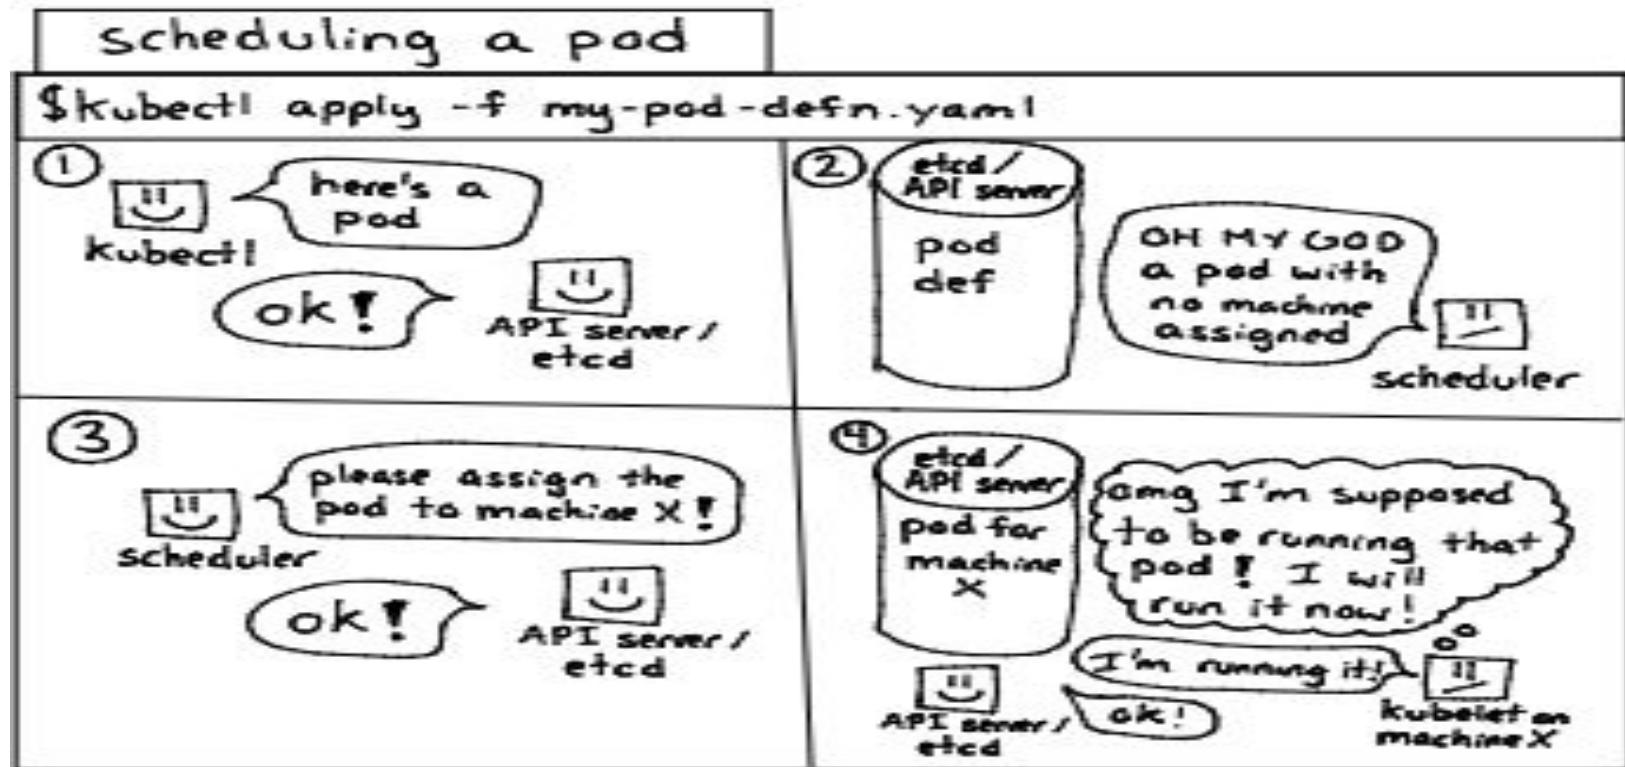 scheduling a pod
$kubectl apply -f my-pod-defn.yaml
1
here's a
pod
kubectl
ok!
API server/
etcd
2
etcd/
API server
pod
def
OH MY GOD
a pod with
no machine
assigned
scheduler
3
please assign the
pod to machine X!
scheduler
ok!
API server/
etcd
4
etcd/
API server
pod for
machine
X
omg I'm supposed
to be running that
pod! I will
run it now!
I'm running it!
ok!
API server/
etcd
kubelet on
machine X